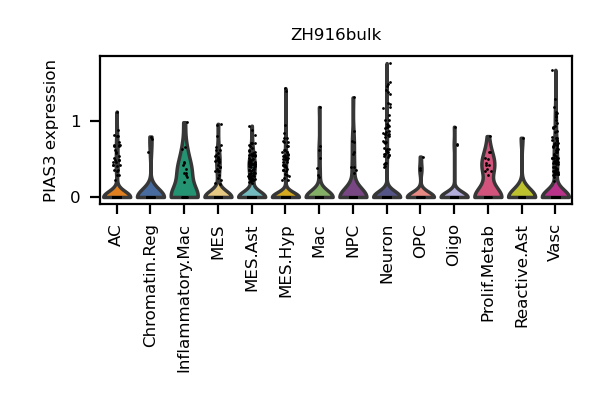 ZH916bulk
PIAS3 expression
1
0
AC
Chromatin.Reg
Inflammatory.Mac
MES
MES.Ast
MES.Hyp
Mac
NPC
Neuron
OPC
Oligo
Prolif.Metab
Reactive.Ast
Vasc